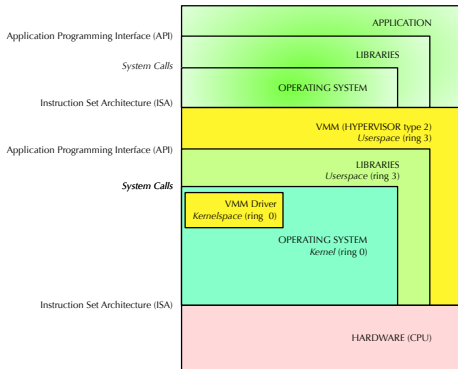 APPLICATION
Application Programming Interface (API)
LIBRARIES
System Calls
OPERATING SYSTEM
Instruction Set Architecture (ISA)
VMM (HYPERVISOR type 2)
Userspace (ring 3)
Application Programming Interface (API)
LIBRARIES
Userspace (ring 3)
System Calls
VMM Driver
Kernelspace (ring 0)
OPERATING SYSTEM
Kernel (ring 0)
Instruction Set Architecture (ISA)
HARDWARE (CPU)